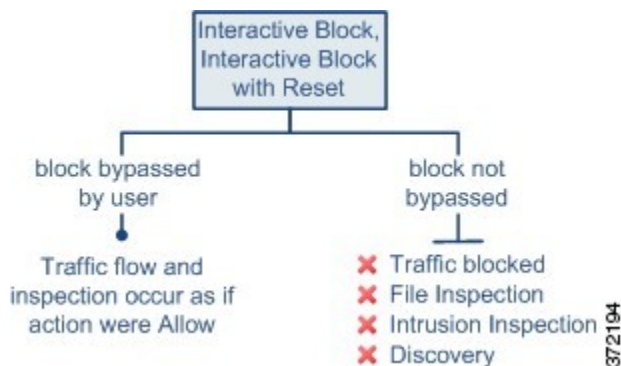 Interactive Block,
Interactive Block
with Reset
block bypassed
by user
Traffic flow and
inspection occur as if
action were Allow
block not
bypassed
Traffic blocked
File Inspection
Intrusion Inspection
Discovery
372194